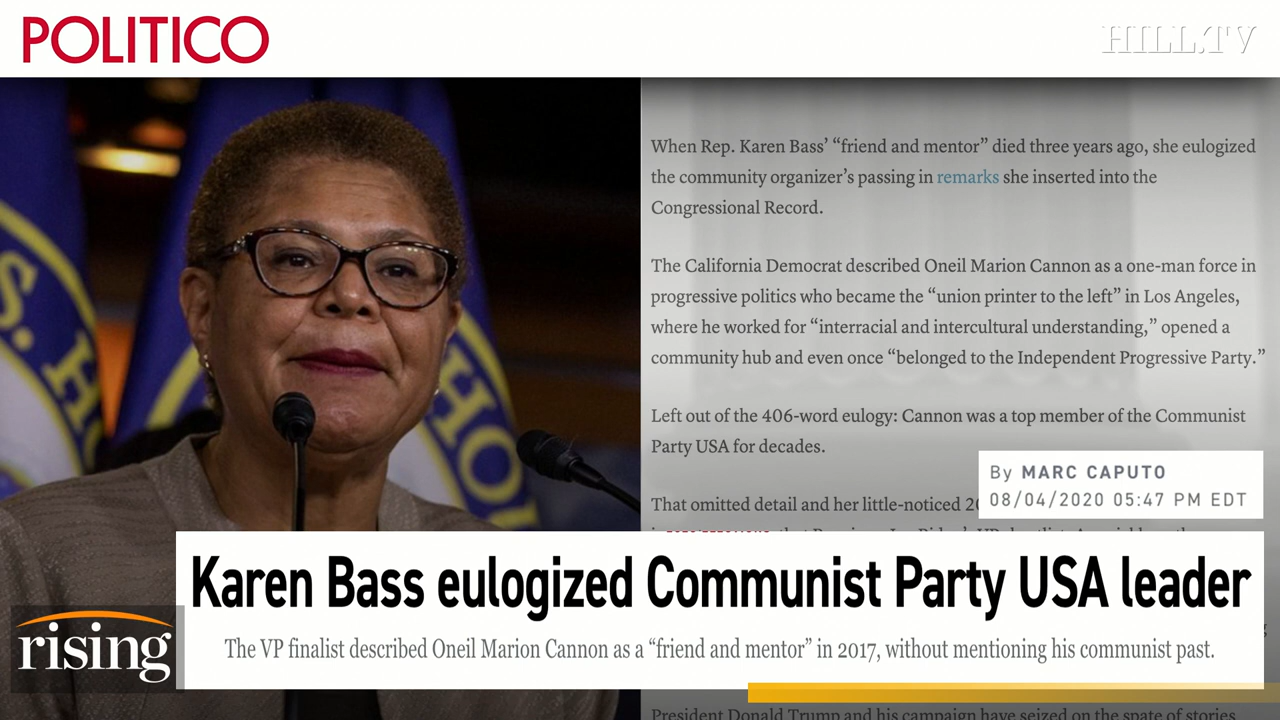 POLITICO
HILL.TV
When Rep. Karen Bass’ “friend and mentor” died three years ago, she eulogized
the community organizer’s passing in remarks she inserted into the
Congressional Record.
The California Democrat described Oneil Marion Cannon as a one-man force in
progressive politics who became the “union printer to the left” in Los Angeles,
where he worked for “interracial and intercultural understanding,” opened a
community hub and even once “belonged to the Independent Progressive Party.”
Left out of the 406-word eulogy: Cannon was a top member of the Communist
Party USA for decades.
That omitted detail and her little-noticed
By MARC CAPUTO
08/04/2020 05:47 PM EDT
Karen Bass eulogized Communist Party USA leader
The VP finalist described Oneil Marion Cannon as a “friend and mentor” in 2017, without mentioning his communist past.
rising
President Donald Trump and his campaign have seized on the spate of stories